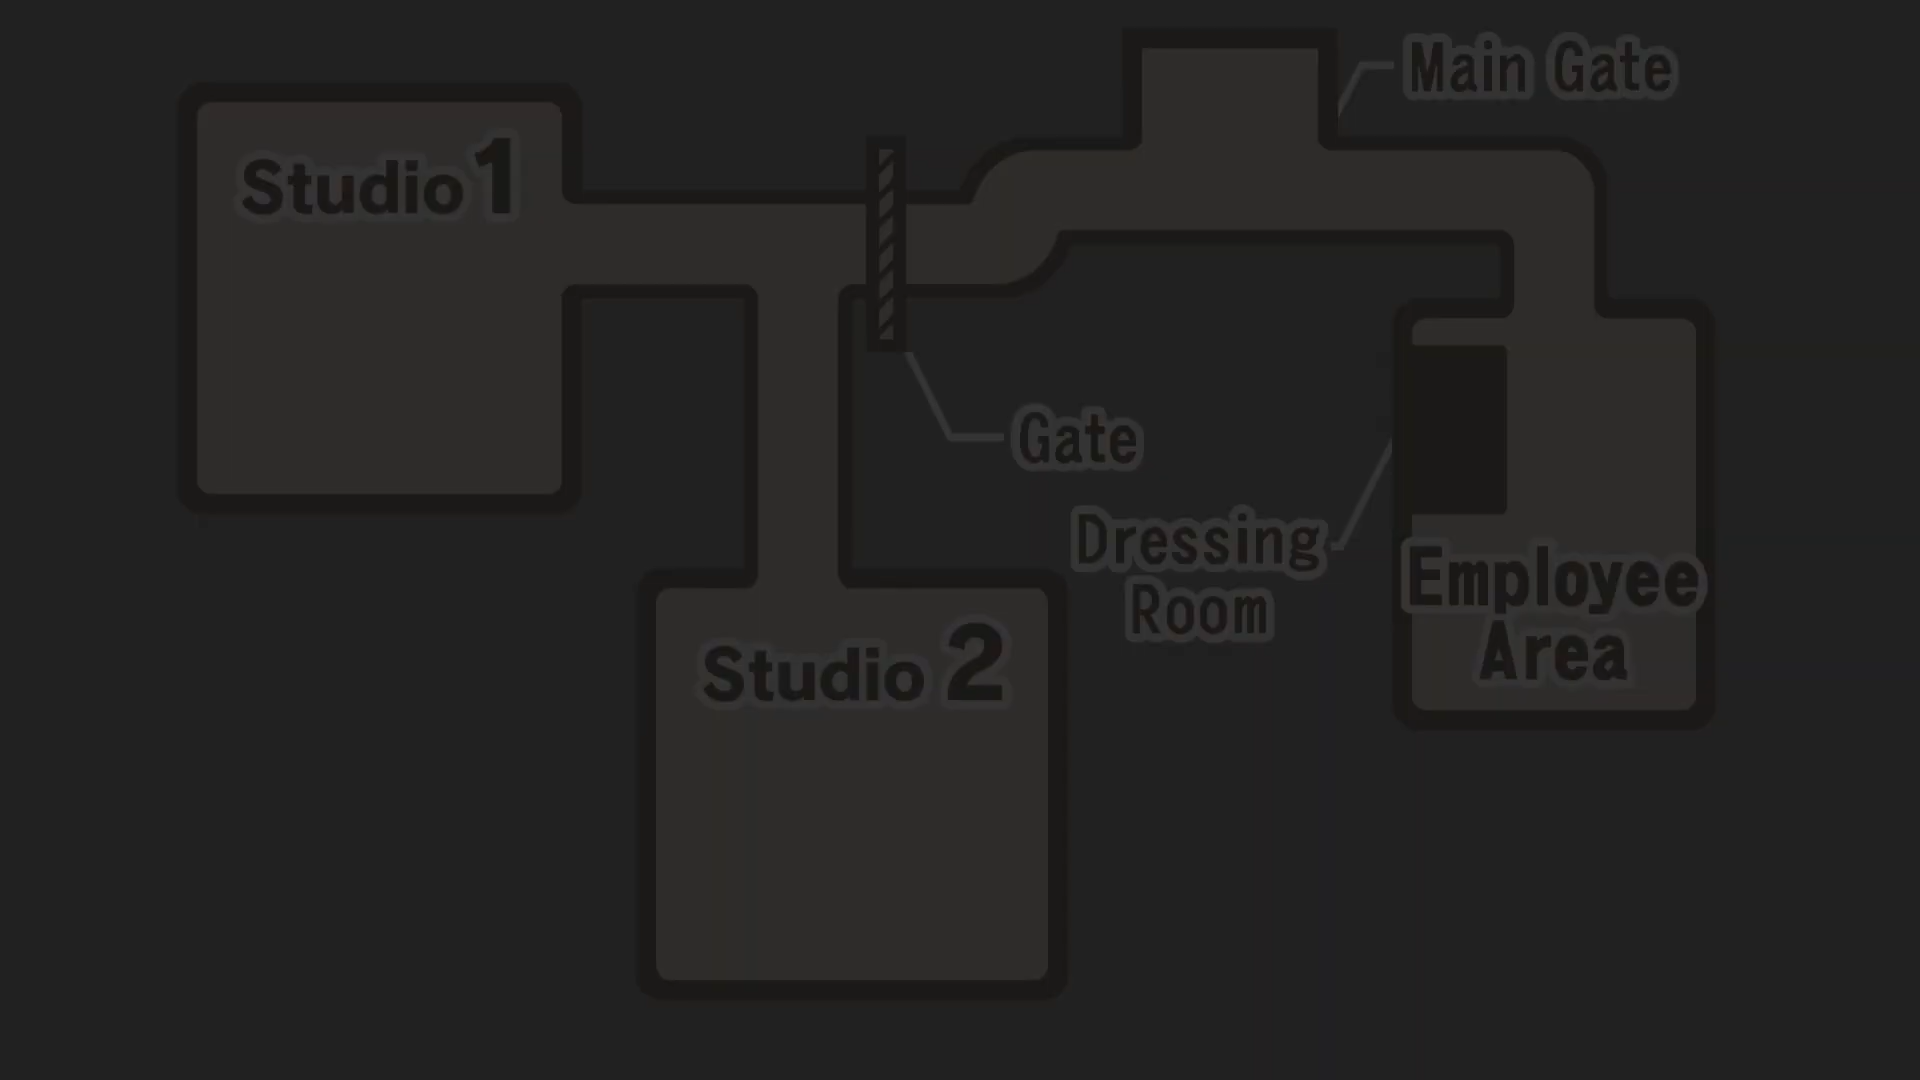 Main Gate
Studio 1
Gate
Dressing
Room
Employee
Area
Studio 2